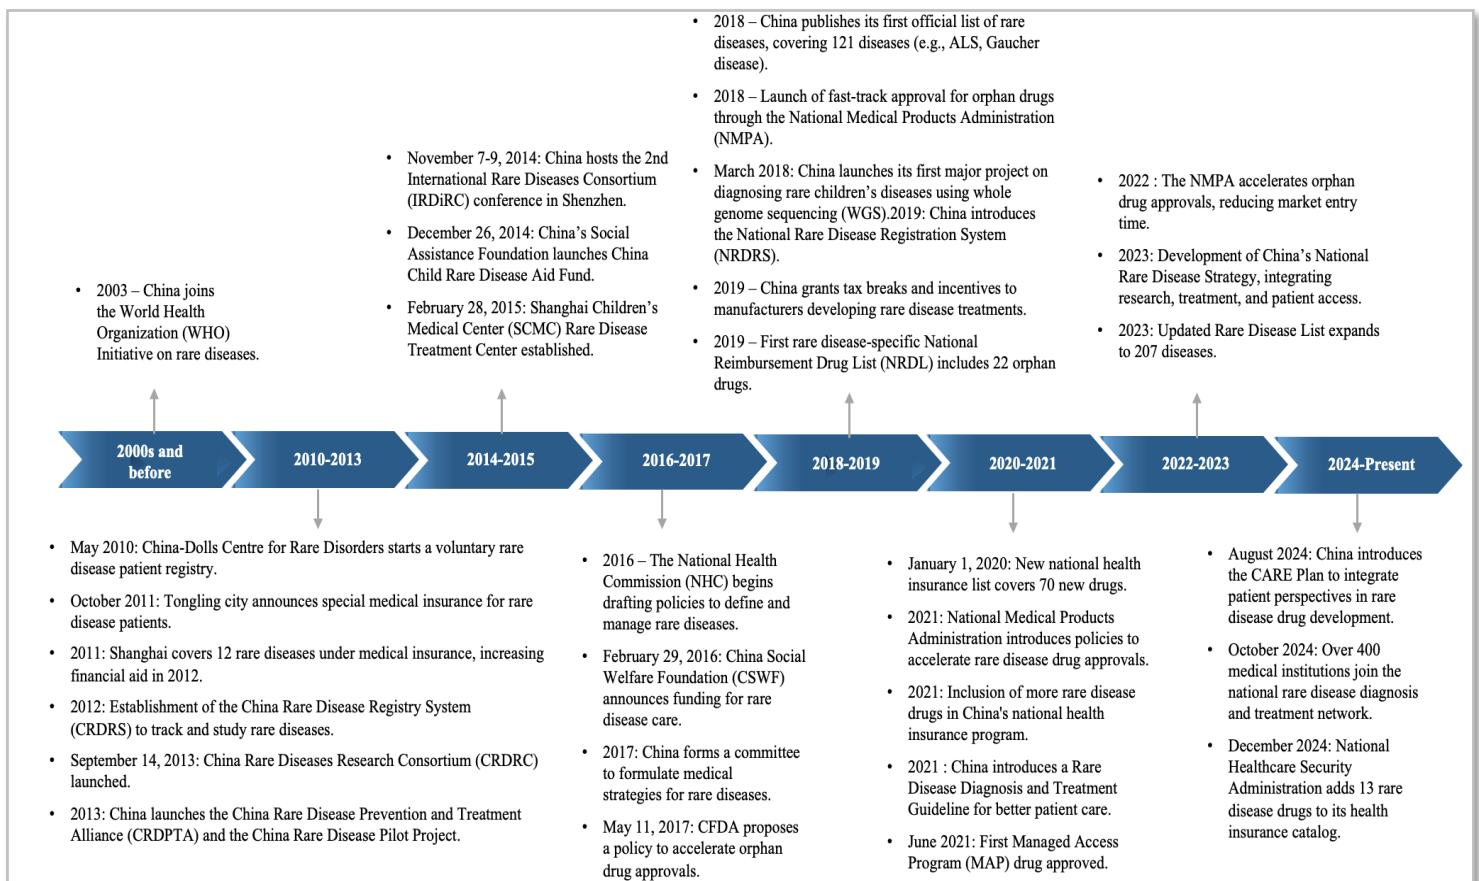 • 2003 – China joins
the World Health
Organization (WHO)
Initiative on rare diseases.
• November 7-9, 2014: China hosts the 2nd
International Rare Diseases Consortium
(IRDiRC) conference in Shenzhen.
• December 26, 2014: China’s Social
Assistance Foundation launches China
Child Rare Disease Aid Fund.
• February 28, 2015: Shanghai Children’s
Medical Center (SCMC) Rare Disease
Treatment Center established.
• 2018 – China publishes its first official list of rare
diseases, covering 121 diseases (e.g., ALS, Gaucher
disease).
• 2018 – Launch of fast-track approval for orphan drugs
through the National Medical Products Administration
(NMPA).
• March 2018: China launches its first major project on
diagnosing rare children’s diseases using whole
genome sequencing (WGS).2019: China introduces
the National Rare Disease Registration System
(NRDRS).
• 2019 – China grants tax breaks and incentives to
manufacturers developing rare disease treatments.
• 2019 – First rare disease-specific National
Reimbursement Drug List (NRDL) includes 22 orphan
drugs.
• 2022 : The NMPA accelerates orphan
drug approvals, reducing market entry
time.
• 2023: Development of China’s National
Rare Disease Strategy, integrating
research, treatment, and patient access.
• 2023: Updated Rare Disease List expands
to 207 diseases.
2000s and
before
2010-2013
2014-2015
2016-2017
2018-2019
2020-2021
2022-2023
2024-Present
• May 2010: China-Dolls Centre for Rare Disorders starts a voluntary rare
disease patient registry.
• October 2011: Tongling city announces special medical insurance for rare
disease patients.
• 2011: Shanghai covers 12 rare diseases under medical insurance, increasing
financial aid in 2012.
• 2012: Establishment of the China Rare Disease Registry System
(CRDRS) to track and study rare diseases.
• September 14, 2013: China Rare Diseases Research Consortium (CRDRC)
launched.
• 2013: China launches the China Rare Disease Prevention and Treatment
Alliance (CRDPTA) and the China Rare Disease Pilot Project.
• 2016 – The National Health
Commission (NHC) begins
drafting policies to define and
manage rare diseases.
• February 29, 2016: China Social
Welfare Foundation (CSWF)
announces funding for rare
disease care.
• 2017: China forms a committee
to formulate medical
strategies for rare diseases.
• May 11, 2017: CFDA proposes
a policy to accelerate orphan
drug approvals.
• January 1, 2020: New national health
insurance list covers 70 new drugs.
• 2021: National Medical Products
Administration introduces policies to
accelerate rare disease drug approvals.
• 2021: Inclusion of more rare disease
drugs in China's national health
insurance program.
• 2021 : China introduces a Rare
Disease Diagnosis and Treatment
Guideline for better patient care.
• June 2021: First Managed Access
Program (MAP) drug approved.
• August 2024: China introduces
the CARE Plan to integrate
patient perspectives in rare
disease drug development.
• October 2024: Over 400
medical institutions join the
national rare disease diagnosis
and treatment network.
• December 2024: National
Healthcare Security
Administration adds 13 rare
disease drugs to its health
insurance catalog.